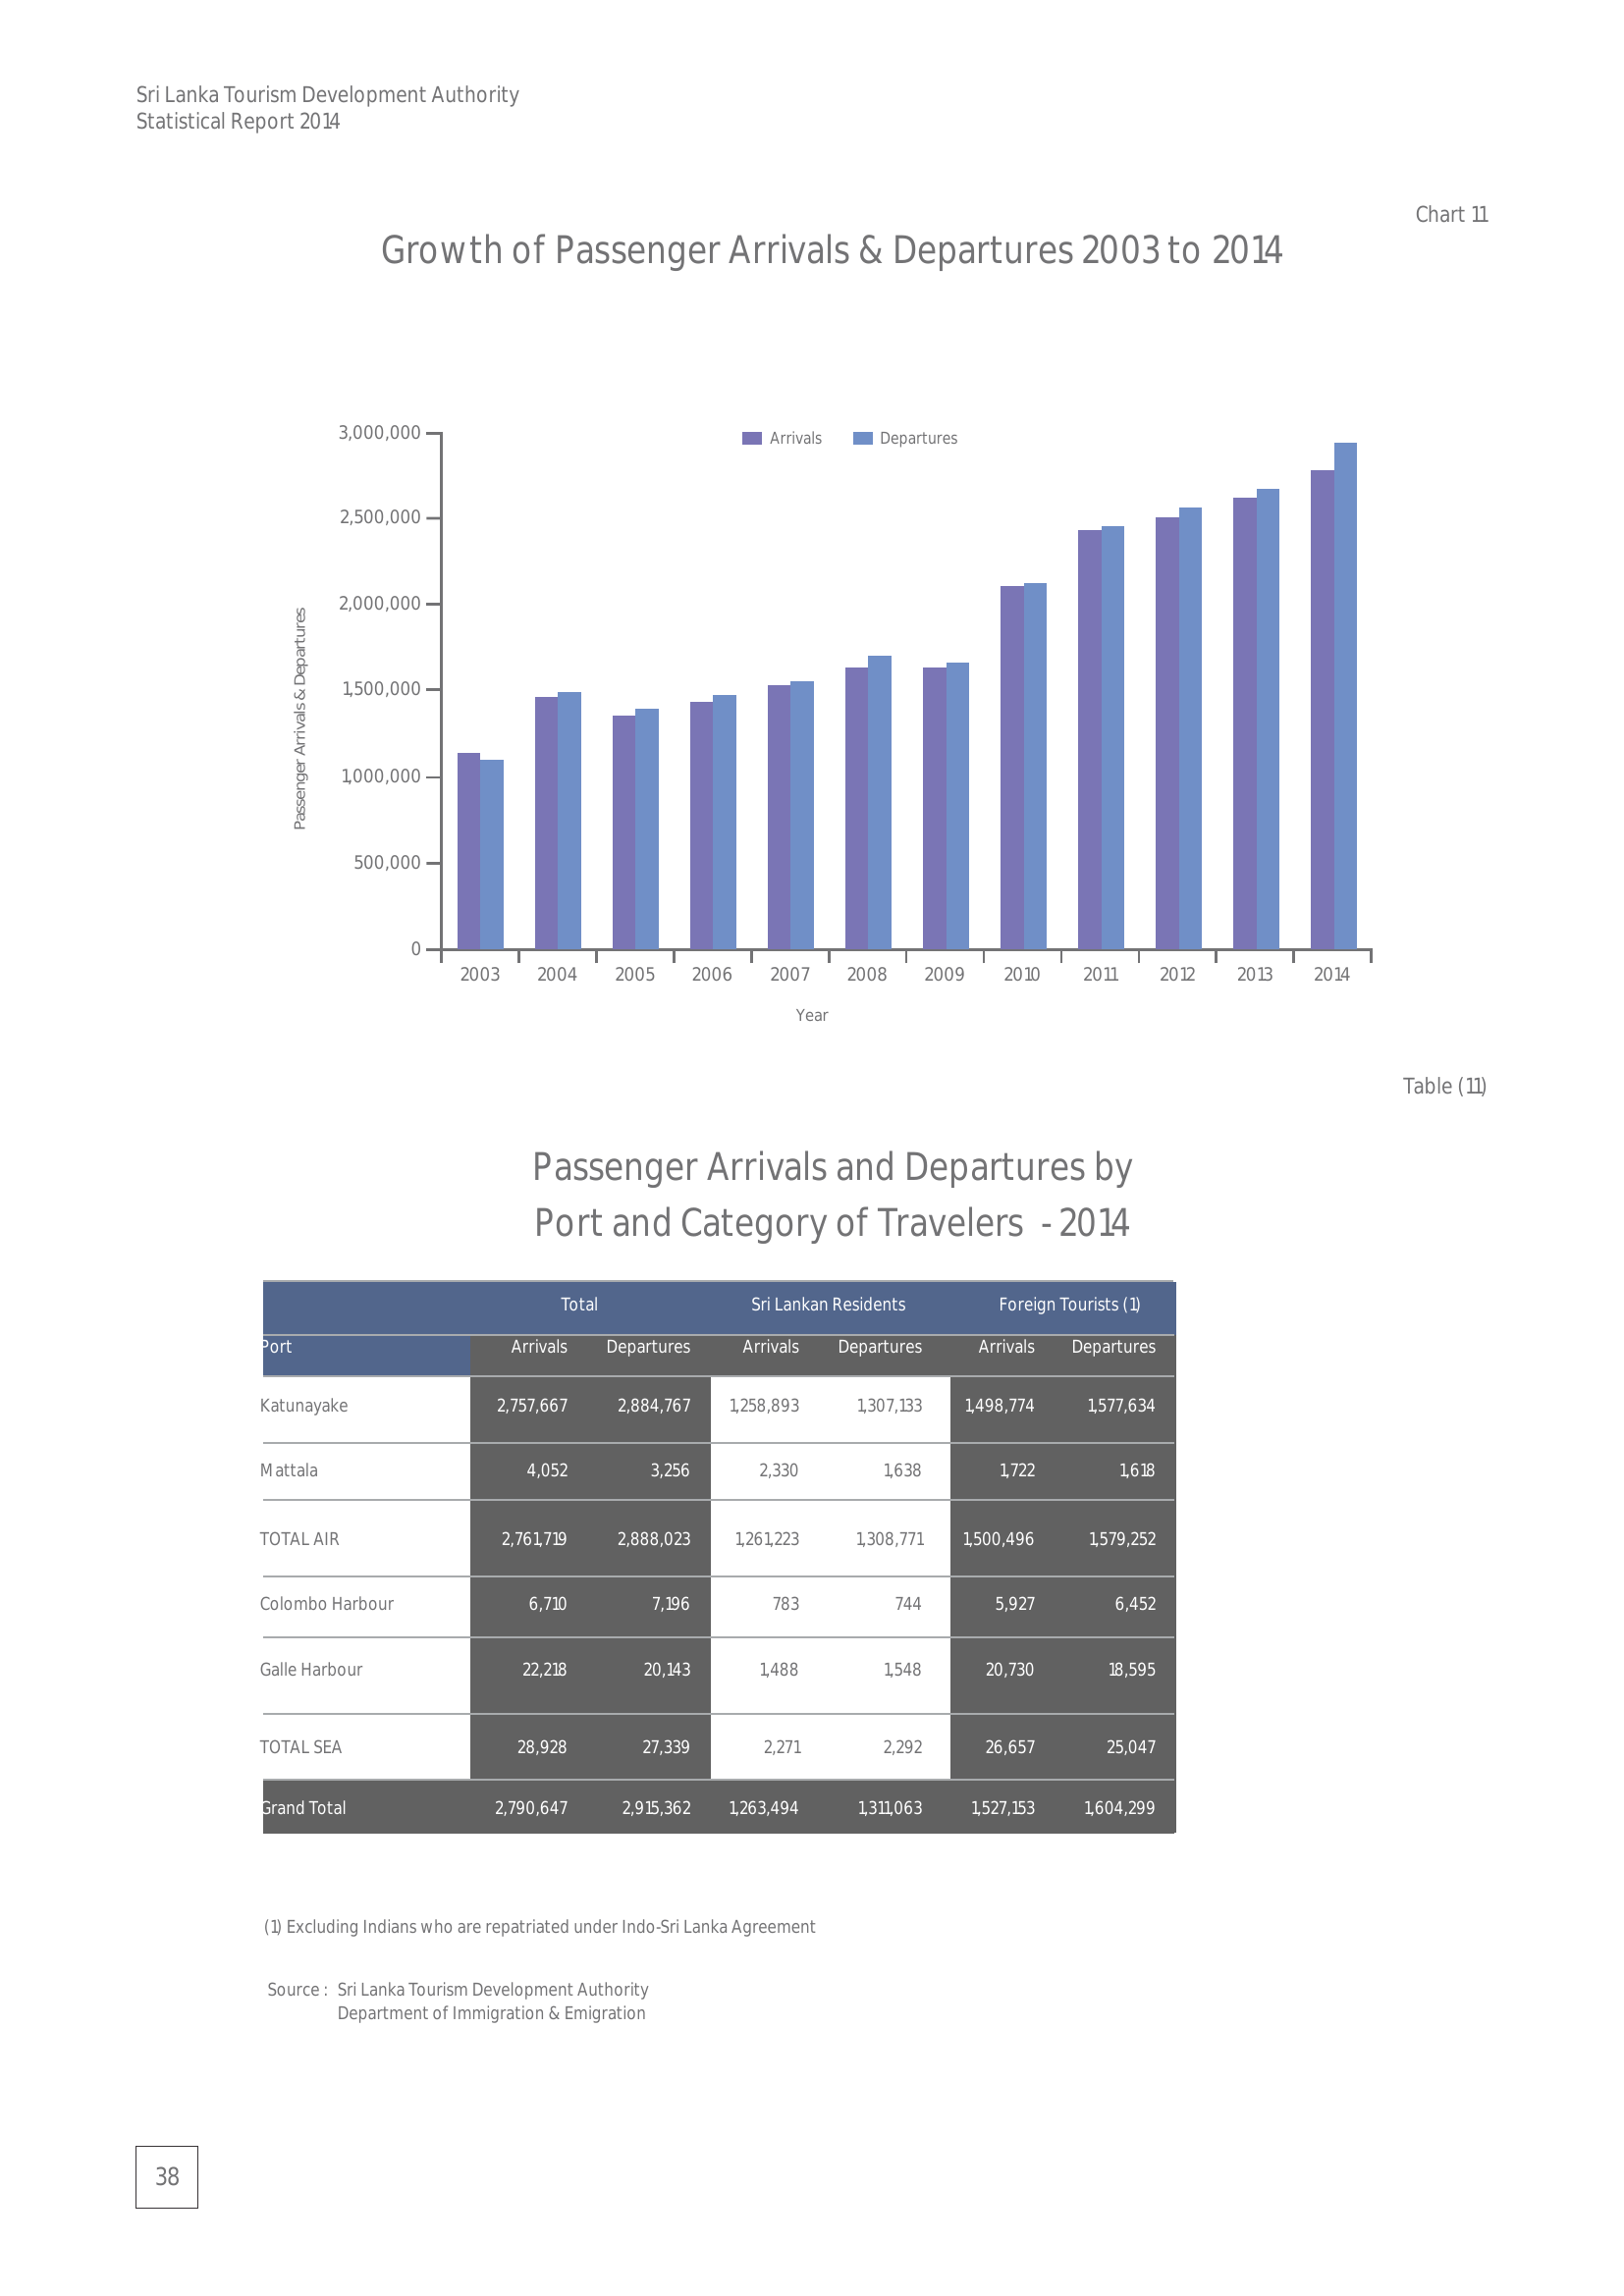 Sri Lanka Tourism Development Authority
Statistical Report 2014
Chart 11
Growth of Passenger Arrivals & Departures 2003 to 2014
Arrivals Departures
3,000,000
2,500,000
2,000,000
1,500,000
1,000,000
500,000
0
Passenger Arrivals & Departures
2003 2004 2005 2006 2007 2008 2009 2010 2011 2012 2013 2014
Year
Table (11)
Passenger Arrivals and Departures by
Port and Category of Travelers - 2014
Total Sri Lankan Residents Foreign Tourists (1)
Port Arrivals Departures Arrivals Departures Arrivals Departures
Katunayake 2,757,667 2,884,767 1,258,893 1,307,133 1,498,774 1,577,634
Mattala 4,052 3,256 2,330 1,638 1,722 1,618
TOTAL AIR 2,761,719 2,888,023 1,261,223 1,308,771 1,500,496 1,579,252
Colombo Harbour 6,710 7,196 783 744 5,927 6,452
Galle Harbour 22,218 20,143 1,488 1,548 20,730 18,595
TOTAL SEA 28,928 27,339 2,271 2,292 26,657 25,047
Grand Total 2,790,647 2,915,362 1,263,494 1,311,063 1,527,153 1,604,299
(1) Excluding Indians who are repatriated under Indo-Sri Lanka Agreement
Source : Sri Lanka Tourism Development Authority
Department of Immigration & Emigration
38